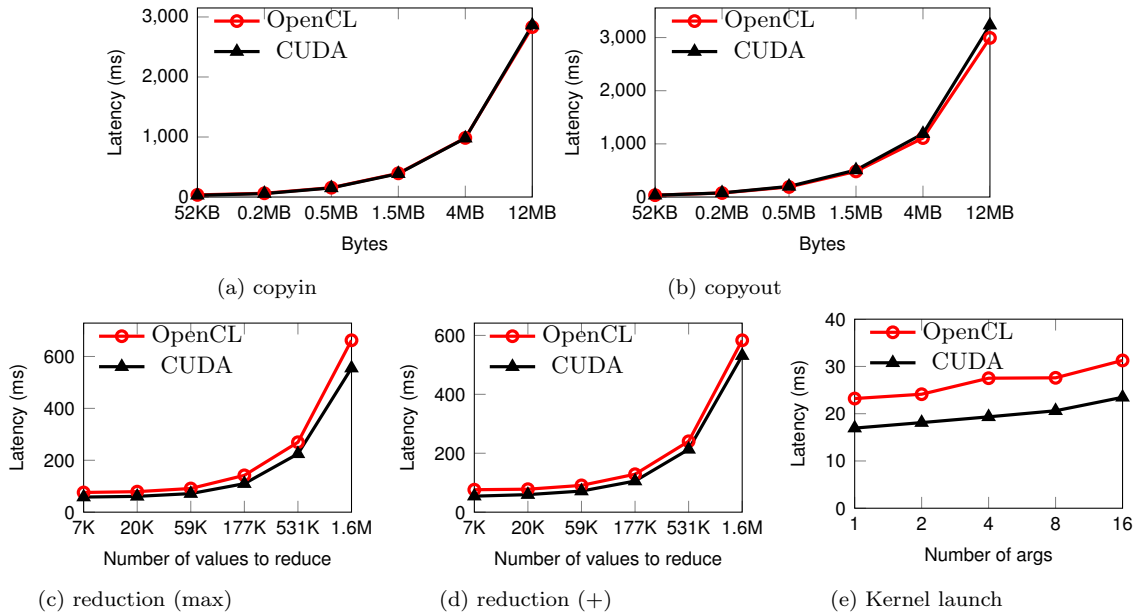 3,000
2,000
1,000
0
Latency (ms)
OpenCL
CUDA
52KB 0.2MB 0.5MB 1.5MB 4MB 12MB
Bytes
(a) copyin
3,000
2,000
1,000
0
Latency (ms)
OpenCL
CUDA
52KB 0.2MB 0.5MB 1.5MB 4MB 12MB
Bytes
(b) copyout
600
400
200
0
Latency (ms)
OpenCL
CUDA
7K 20K 59K 177K 531K 1.6M
Number of values to reduce
(c) reduction (max)
600
400
200
0
Latency (ms)
OpenCL
CUDA
7K 20K 59K 177K 531K 1.6M
Number of values to reduce
(d) reduction (+)
40
30
20
10
0
Latency (ms)
OpenCL
CUDA
1 2 4 8 16
Number of args
(e) Kernel launch